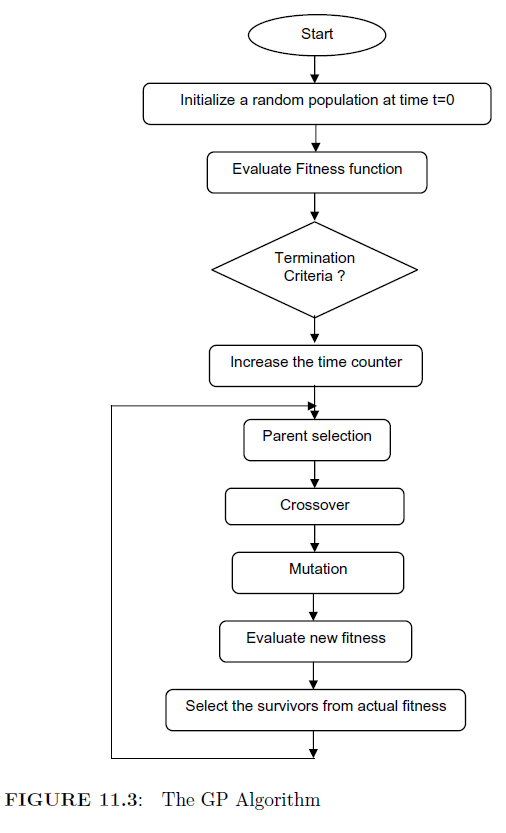 Start
Initialize a random population at time t=0
Evaluate Fitness function
Termination
Criteria ?
Increase the time counter
Parent selection
Crossover
Mutation
Evaluate new fitness
Select the survivors from actual fitness
FIGURE 11.3: The GP Algorithm